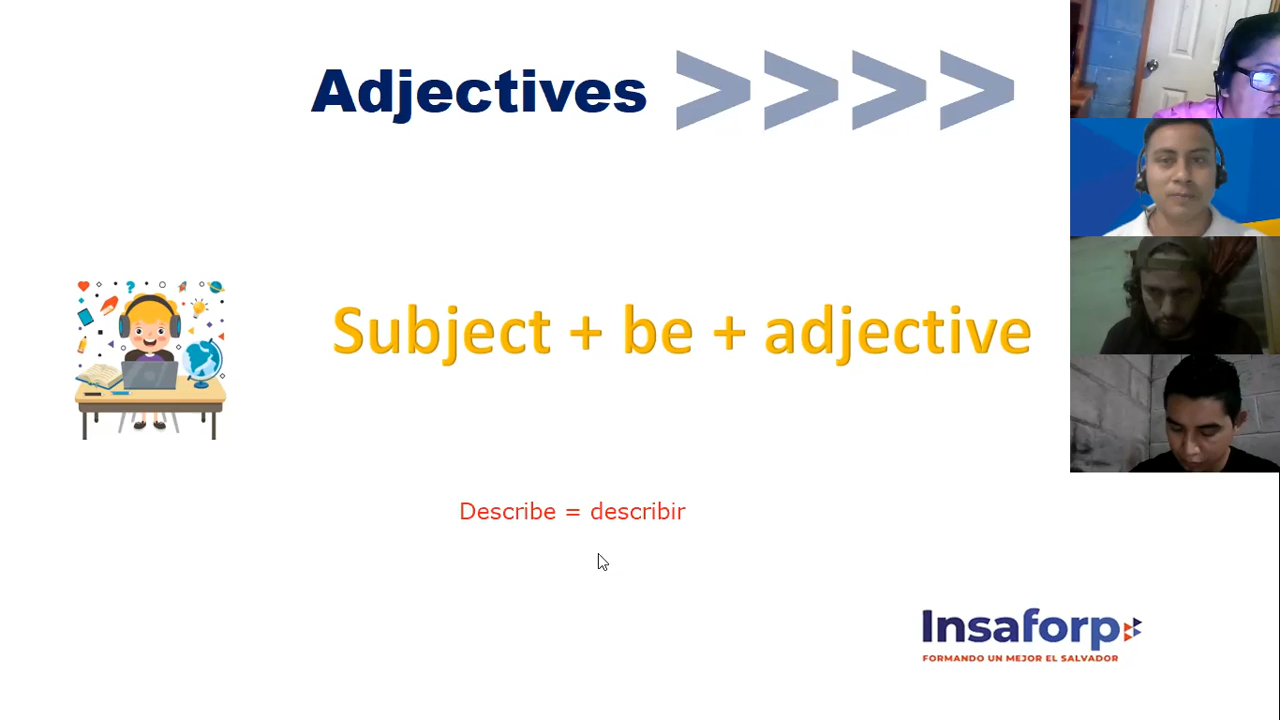 Adjectives >>>>
Subject + be + adjective
Describe = describir
Insaforp
FORMANDO UN MEJOR EL SALVADOR